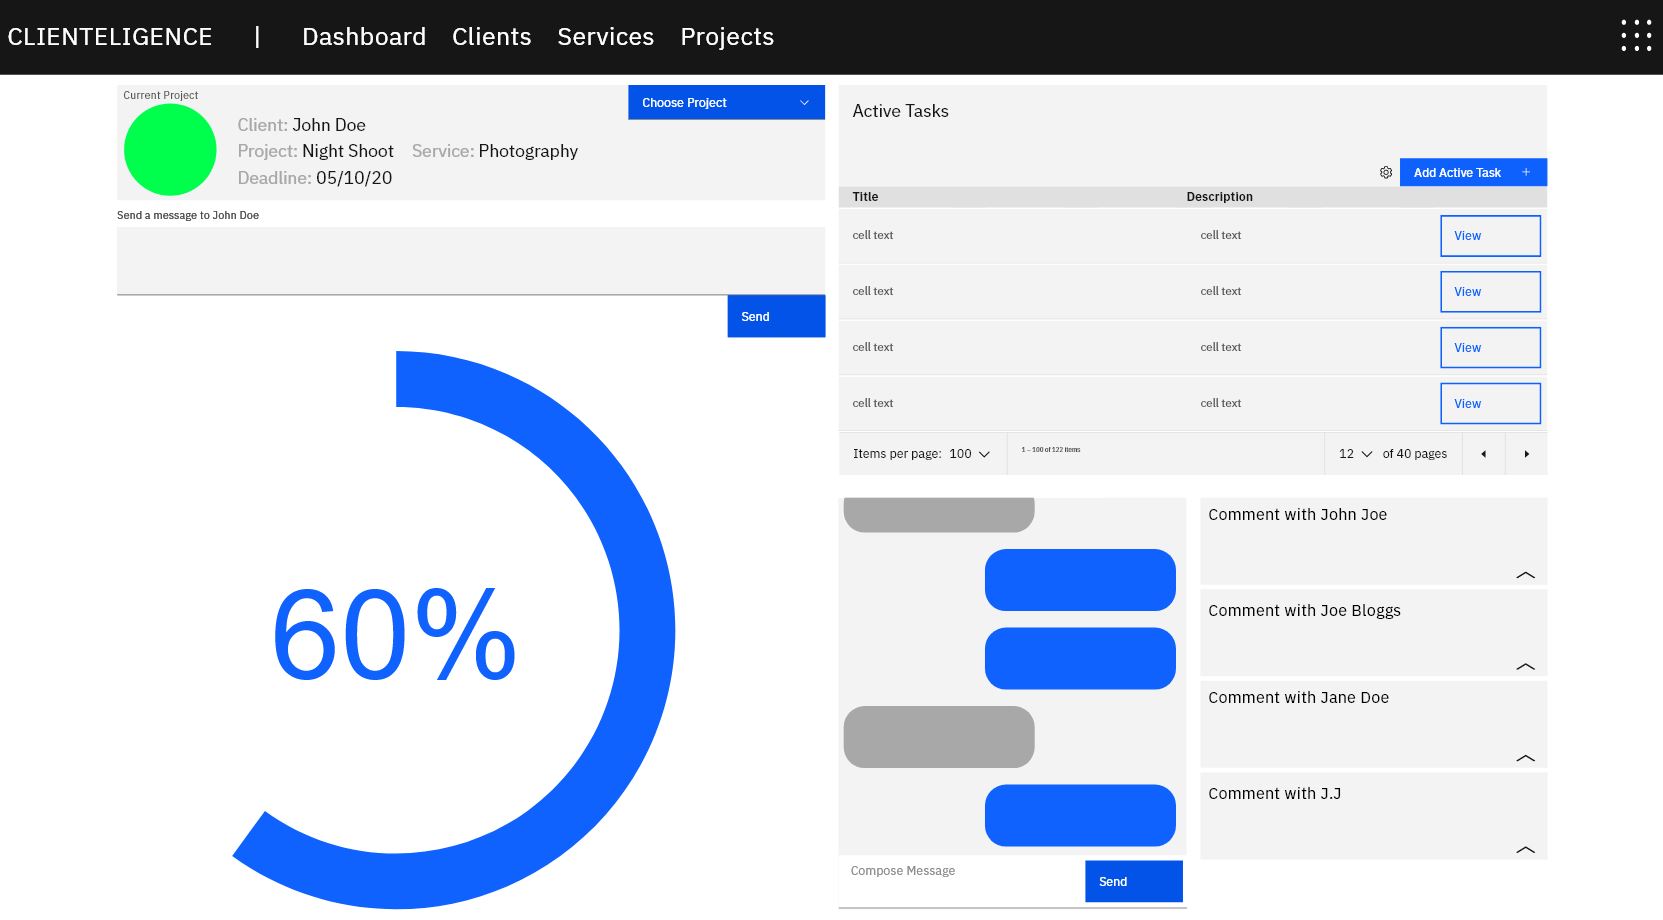 CLIENTELIGENCE | Dashboard Clients Services Projects
Current Project
Choose Project
Client: John Doe
Project: Night Shoot Service: Photography
Deadline: 05/10/20
Send a message to John Doe
Send
60%
Active Tasks
Add Active Task +
Title Description
cell text cell text View
cell text cell text View
cell text cell text View
cell text cell text View
Items per page: 100 1 – 100 of 122 items 12 of 40 pages
Compose Message
Send
Comment with John Joe
Comment with Joe Bloggs
Comment with Jane Doe
Comment with J.J